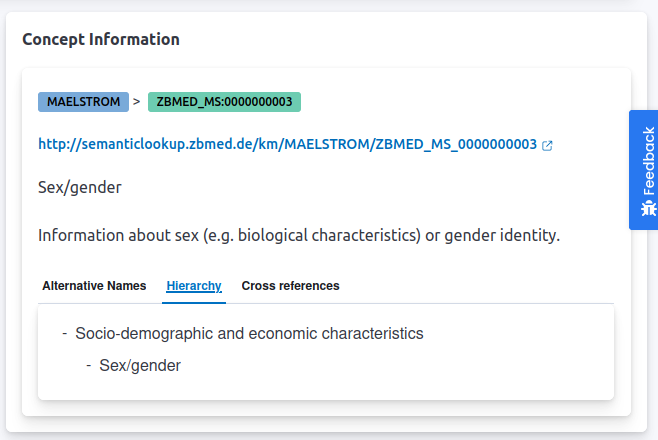 Concept Information
MAELSTROM > ZBMED_MS:0000000003
http://semanticlookup.zbmed.de/km/MAELSTROM/ZBMED_MS_0000000003
Sex/gender
Information about sex (e.g. biological characteristics) or gender identity.
Alternative Names Hierarchy Cross references
- Socio-demographic and economic characteristics
- Sex/gender
Feedback